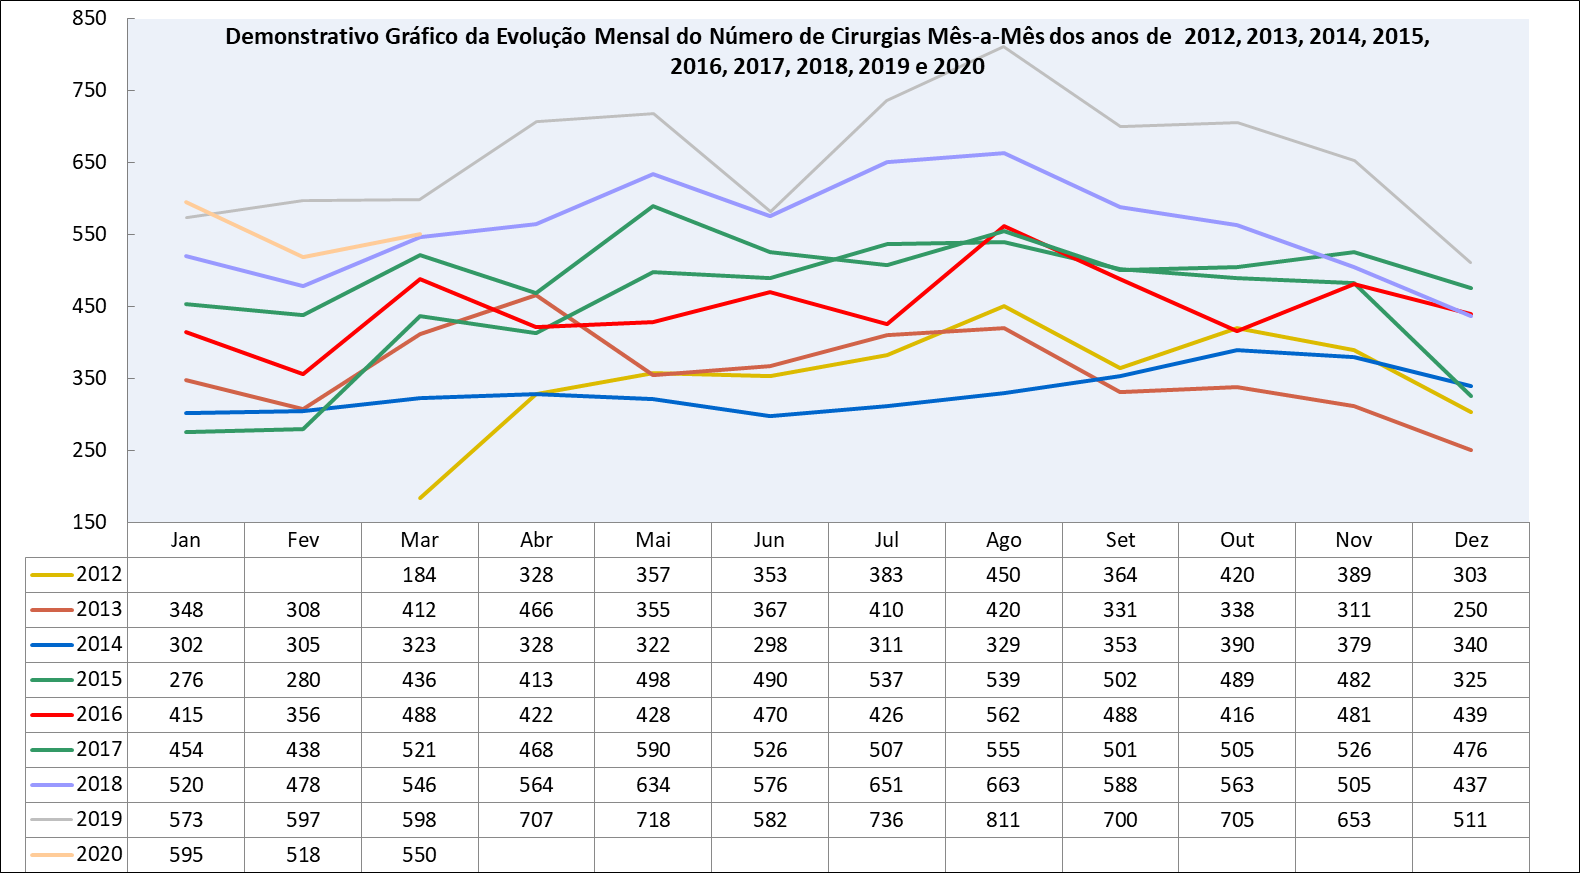 Demonstrativo Gráfico da Evolução Mensal do Número de Cirurgias Mês-a-Mês dos anos de 2012, 2013, 2014, 2015,
2016, 2017, 2018, 2019 e 2020
850
750
650
550
450
350
250
150
Jan Fev Mar Abr Mai Jun Jul Ago Set Out Nov Dez
2012 184 328 357 353 383 450 364 420 389 303
2013 348 308 412 466 355 367 410 420 331 338 311 250
2014 302 305 323 328 322 298 311 329 353 390 379 340
2015 276 280 436 413 498 490 537 539 502 489 482 325
2016 415 356 488 422 428 470 426 562 488 416 481 439
2017 454 438 521 468 590 526 507 555 501 505 526 476
2018 520 478 546 564 634 576 651 663 588 563 505 437
2019 573 597 598 707 718 582 736 811 700 705 653 511
2020 595 518 550